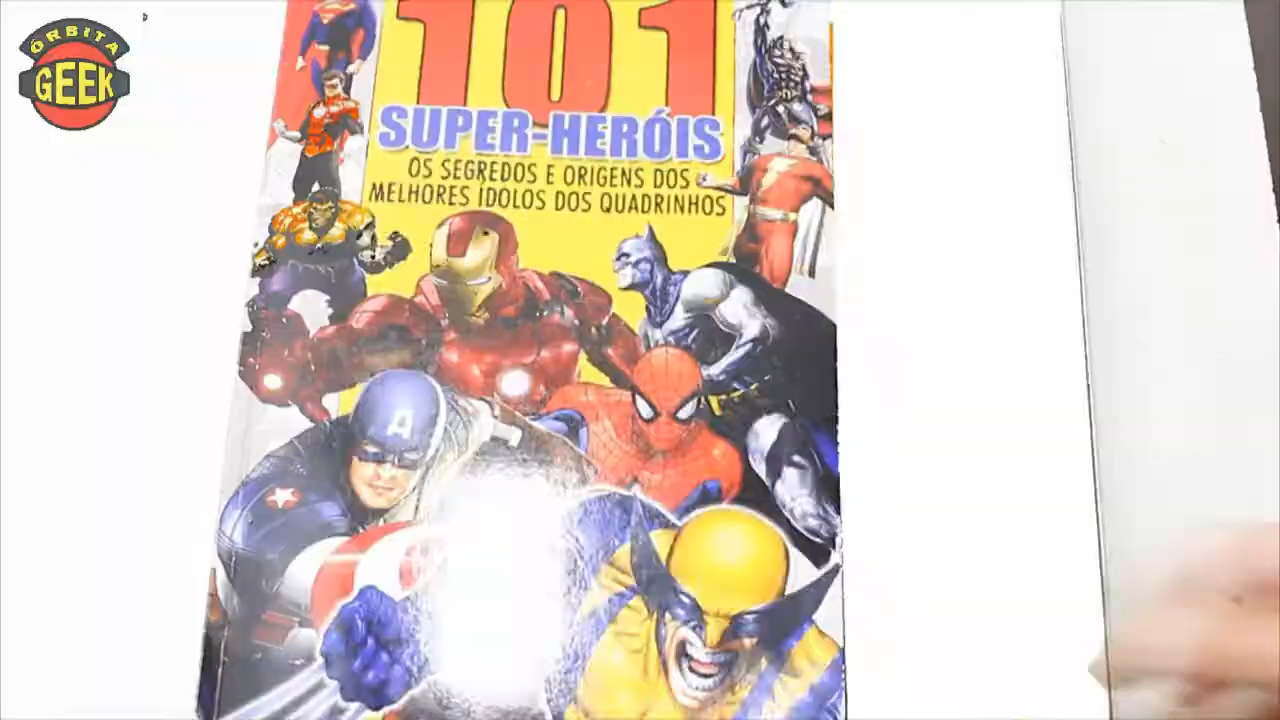 ÓRBITA
GEEK
101
SUPER-HERÓIS
OS SEGREDOS E ORIGENS DOS
MELHORES ÍDOLOS DOS QUADRINHOS
A